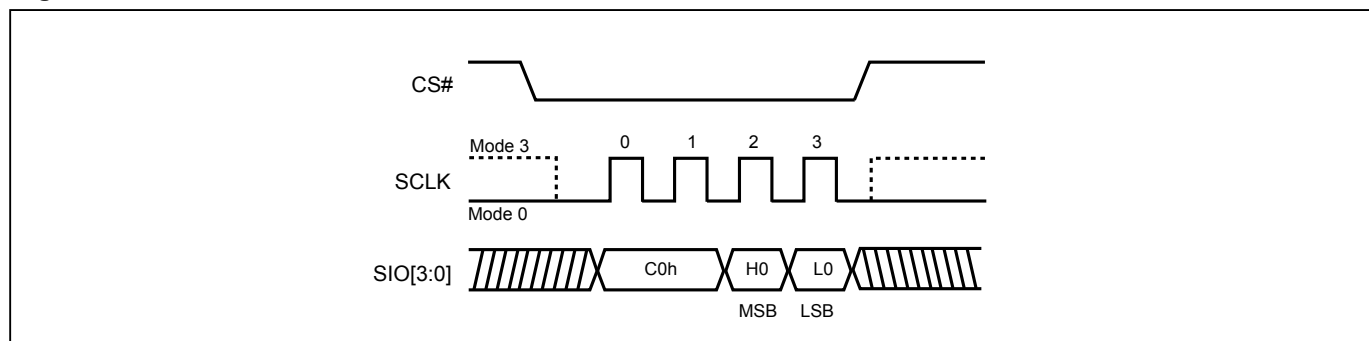 CS#
Mode 3
0 1 2 3
SCLK
Mode 0
SIO[3:0]
C0h H0 L0
MSB LSB